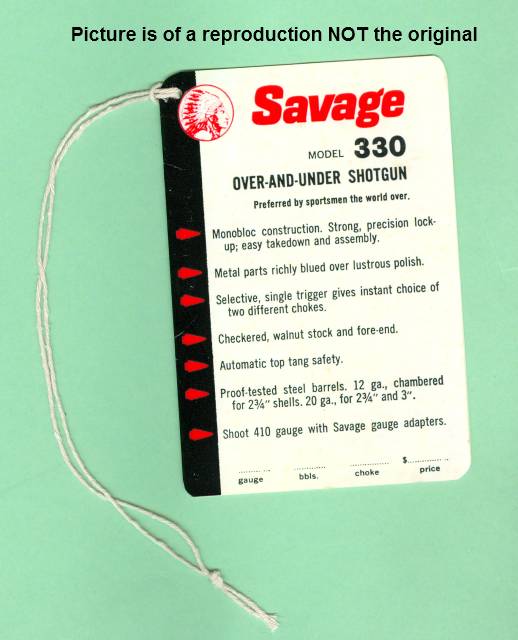 Picture is of a reproduction NOT the original
Savage
MODEL 330
OVER-AND-UNDER SHOTGUN
Preferred by sportsmen the world over.
Monobloc construction. Strong, precision lock-
up; easy takedown and assembly.
Metal parts richly blued over lustrous polish.
Selective, single trigger gives instant choice of
two different chokes.
Checkered, walnut stock and fore-end.
Automatic top tang safety.
Proof-tested steel barrels. 12 ga., chambered
for 2¾" shells. 20 ga., for 2¾" and 3".
Shoot 410 gauge with Savage gauge adapters.
$..............
gauge bbls. choke price